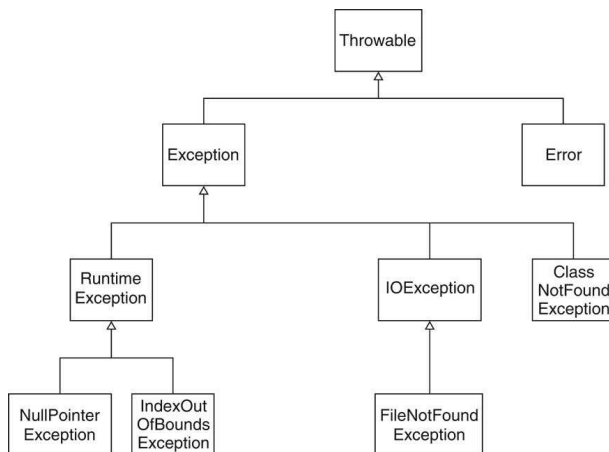 Throwable
Exception
Error
Runtime
Exception
IOException
Class
NotFound
Exception
NullPointer
Exception
IndexOut
OfBounds
Exception
FileNotFound
Exception